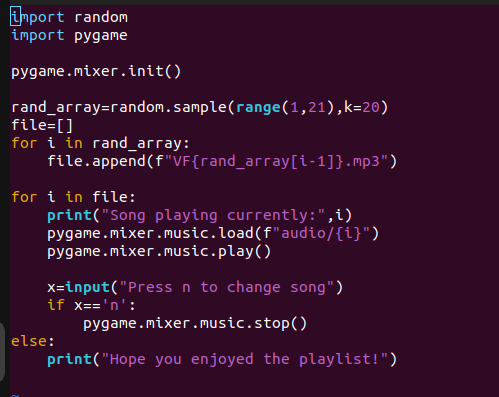 import random
import pygame

pygame.mixer.init()

rand_array=random.sample(range(1,21),k=20)
file=[]
for i in rand_array:
    file.append(f"VF{rand_array[i-1]}.mp3")

for i in file:
    print("Song playing currently:",i)
    pygame.mixer.music.load(f"audio/{i}")
    pygame.mixer.music.play()

    x=input("Press n to change song")
    if x=='n':
        pygame.mixer.music.stop()
else:
    print("Hope you enjoyed the playlist!")

~